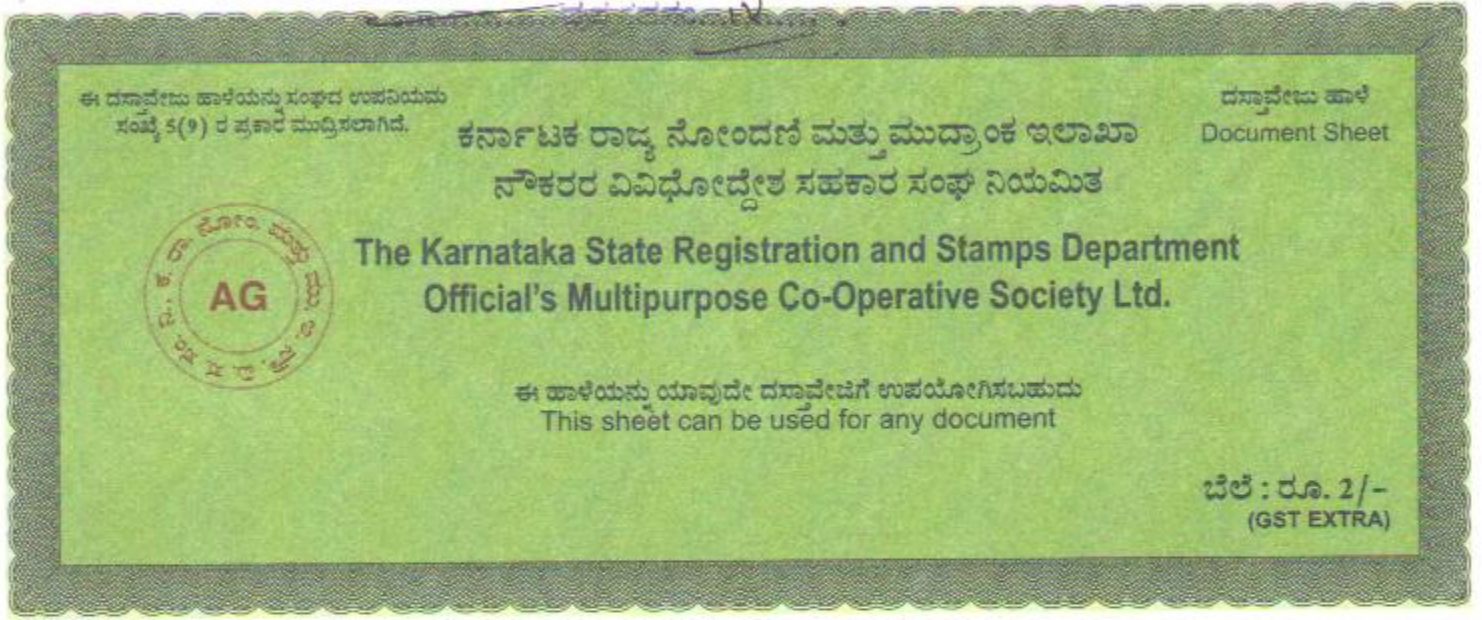 ಈ ದಸ್ತಾವೇಜು ಹಾಳೆಯನ್ನು ಸಂಘದ ಉಪನಿಯಮ
ಸಂಖ್ಯೆ 5(9) ರ ಪ್ರಕಾರ ಮುದ್ರಿಸಲಾಗಿದೆ.
ದಸ್ತಾವೇಜು ಹಾಳೆ
Document Sheet
ಕರ್ನಾಟಕ ರಾಜ್ಯ ನೋಂದಣಿ ಮತ್ತು ಮುದ್ರಾಂಕ ಇಲಾಖಾ
ನೌಕರರ ವಿವಿಧೋದ್ದೇಶ ಸಹಕಾರ ಸಂಘ ನಿಯಮಿತ
The Karnataka State Registration and Stamps Department
Official's Multipurpose Co-Operative Society Ltd.
ಕ. ರಾ. ನೋಂ. ಮತ್ತು ಮು. ಇ. ನೌ. ವಿ. ಸ. ಸಂ. ನಿ.
AG
ಈ ಹಾಳೆಯನ್ನು ಯಾವುದೇ ದಸ್ತಾವೇಜಿಗೆ ಉಪಯೋಗಿಸಬಹುದು
This sheet can be used for any document
ಬೆಲೆ : ರೂ. 2/-
(GST EXTRA)